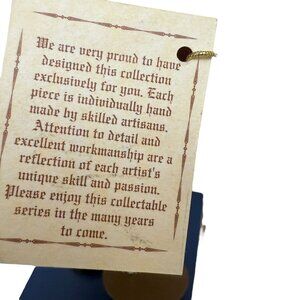 We are very proud to have
designed this collection
exclusively for you. Each
piece is individually hand
made by skilled artisans.
Attention to detail and
excellent workmanship are a
reflection of each artist's
unique skill and passion.
Please enjoy this collectable
series in the many years
to come.